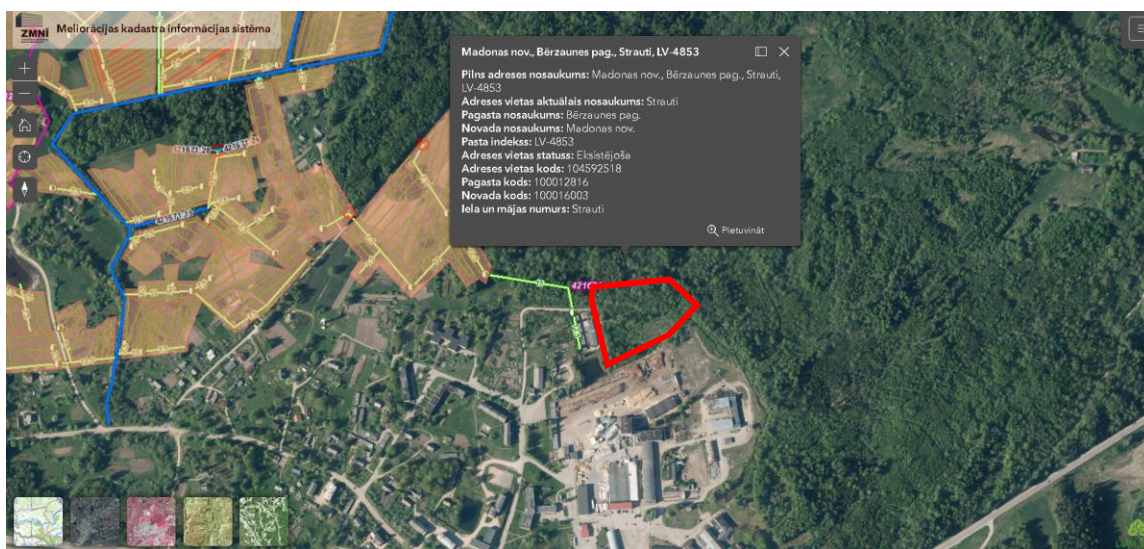 ZMNĪ
Meliorācijas kadastra informācijas sistēma
Madonas nov., Bērzaunes pag., Strauti, LV-4853
Pilns adreses nosaukums: Madonas nov., Bērzaunes pag., Strauti,
LV-4853
Adreses vietas aktuālais nosaukums: Strauti
Pagasta nosaukums: Bērzaunes pag.
Novada nosaukums: Madonas nov.
Pasta indekss: LV-4853
Adreses vietas statuss: Eksistējoša
Adreses vietas kods: 104592518
Pagasta kods: 100012816
Novada kods: 100016003
Iela un mājas numurs: Strauti
Pietuvināt